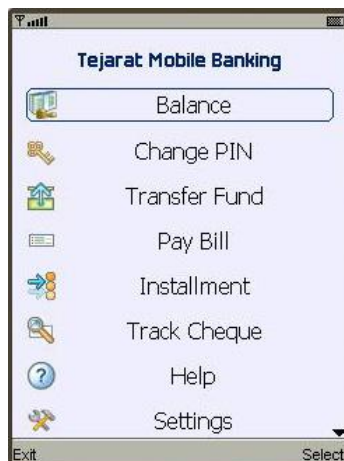 Tejarat Mobile Banking
Balance
Change PIN
Transfer Fund
Pay Bill
Installment
Track Cheque
? Help
Settings
Exit Select